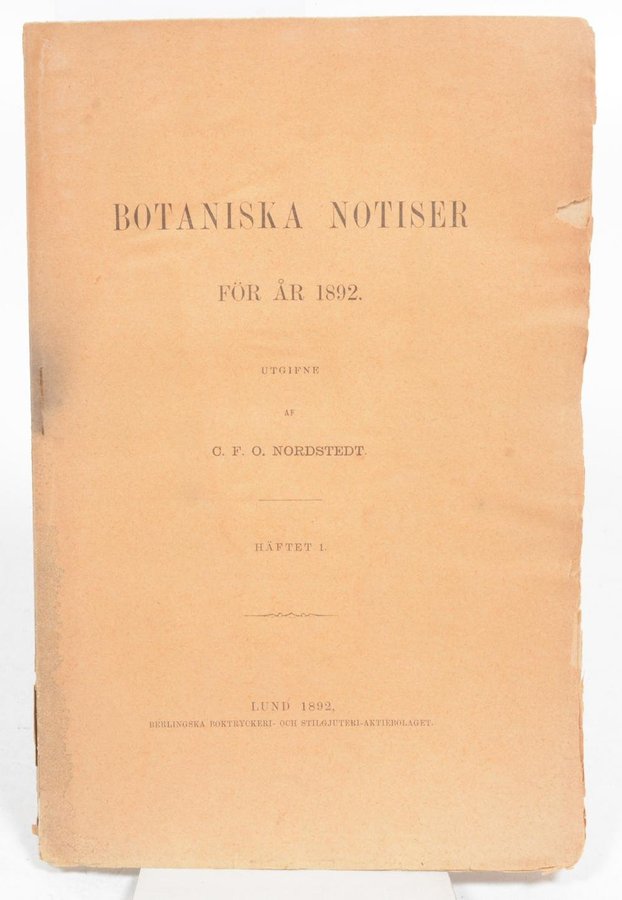 BOTANISKA NOTISER
FÖR ÅR 1892.
UTGIFNE
AF
C. F. O. NORDSTEDT.
HÄFTET 1.
LUND 1892,
BERLINGSKA BOKTRYCKERI- OCH STILGJUTERI-AKTIEBOLAGET.